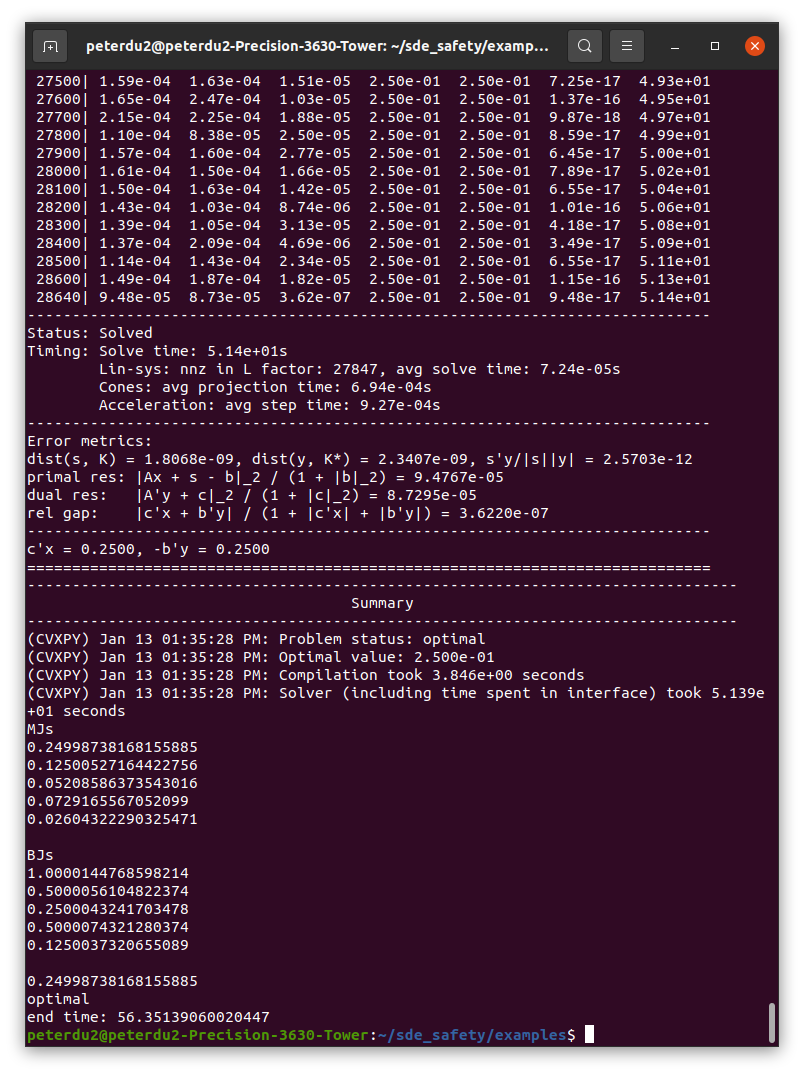 peterdu2@peterdu2-Precision-3630-Tower: ~/sde_safety/examp...
27500| 1.59e-04  1.63e-04  1.51e-05  2.50e-01  2.50e-01  7.25e-17  4.93e+01
27600| 1.65e-04  2.47e-04  1.03e-05  2.50e-01  2.50e-01  1.37e-16  4.95e+01
27700| 2.15e-04  2.25e-04  1.88e-05  2.50e-01  2.50e-01  9.87e-18  4.97e+01
27800| 1.10e-04  8.38e-05  2.50e-05  2.50e-01  2.50e-01  8.59e-17  4.99e+01
27900| 1.57e-04  1.60e-04  2.77e-05  2.50e-01  2.50e-01  6.45e-17  5.00e+01
28000| 1.61e-04  1.50e-04  1.66e-05  2.50e-01  2.50e-01  7.89e-17  5.02e+01
28100| 1.50e-04  1.63e-04  1.42e-05  2.50e-01  2.50e-01  6.55e-17  5.04e+01
28200| 1.43e-04  1.03e-04  8.74e-06  2.50e-01  2.50e-01  1.01e-16  5.06e+01
28300| 1.39e-04  1.05e-04  3.13e-05  2.50e-01  2.50e-01  4.18e-17  5.08e+01
28400| 1.37e-04  2.09e-04  4.69e-06  2.50e-01  2.50e-01  3.49e-17  5.09e+01
28500| 1.14e-04  1.43e-04  2.34e-05  2.50e-01  2.50e-01  6.55e-17  5.11e+01
28600| 1.49e-04  1.87e-04  1.82e-05  2.50e-01  2.50e-01  1.15e-16  5.13e+01
28640| 9.48e-05  8.73e-05  3.62e-07  2.50e-01  2.50e-01  9.48e-17  5.14e+01
----------------------------------------------------------------------------
Status: Solved
Timing: Solve time: 5.14e+01s
Lin-sys: nnz in L factor: 27847, avg solve time: 7.24e-05s
Cones: avg projection time: 6.94e-04s
Acceleration: avg step time: 9.27e-04s
----------------------------------------------------------------------------
Error metrics:
dist(s, K) = 1.8068e-09, dist(y, K*) = 2.3407e-09, s'y/|s||y| = 2.5703e-12
primal res: |Ax + s - b|_2 / (1 + |b|_2) = 9.4767e-05
dual res:   |A'y + c|_2 / (1 + |c|_2) = 8.7295e-05
rel gap:    |c'x + b'y| / (1 + |c'x| + |b'y|) = 3.6220e-07
----------------------------------------------------------------------------
c'x = 0.2500, -b'y = 0.2500
============================================================================
-------------------------------------------------------------------------------
Summary
-------------------------------------------------------------------------------
(CVXPY) Jan 13 01:35:28 PM: Problem status: optimal
(CVXPY) Jan 13 01:35:28 PM: Optimal value: 2.500e-01
(CVXPY) Jan 13 01:35:28 PM: Compilation took 3.846e+00 seconds
(CVXPY) Jan 13 01:35:28 PM: Solver (including time spent in interface) took 5.139e
+01 seconds
MJs
0.24998738168155885
0.12500527164422756
0.05208586373543016
0.0729165567052099
0.02604322290325471
BJs
1.0000144768598214
0.5000056104822374
0.2500043241703478
0.5000074321280374
0.1250037320655089
0.24998738168155885
optimal
end time: 56.35139060020447
peterdu2@peterdu2-Precision-3630-Tower:~/sde_safety/examples$